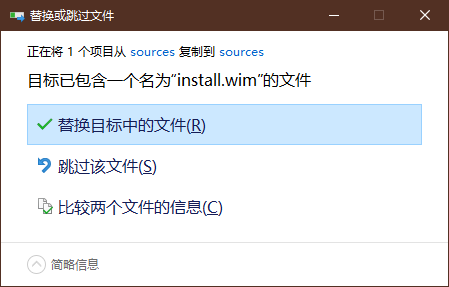 替换或跳过文件
正在将 1 个项目从 sources 复制到 sources
目标已包含一个名为“install.wim”的文件
替换目标中的文件(R)
跳过该文件(S)
比较两个文件的信息(C)
简略信息